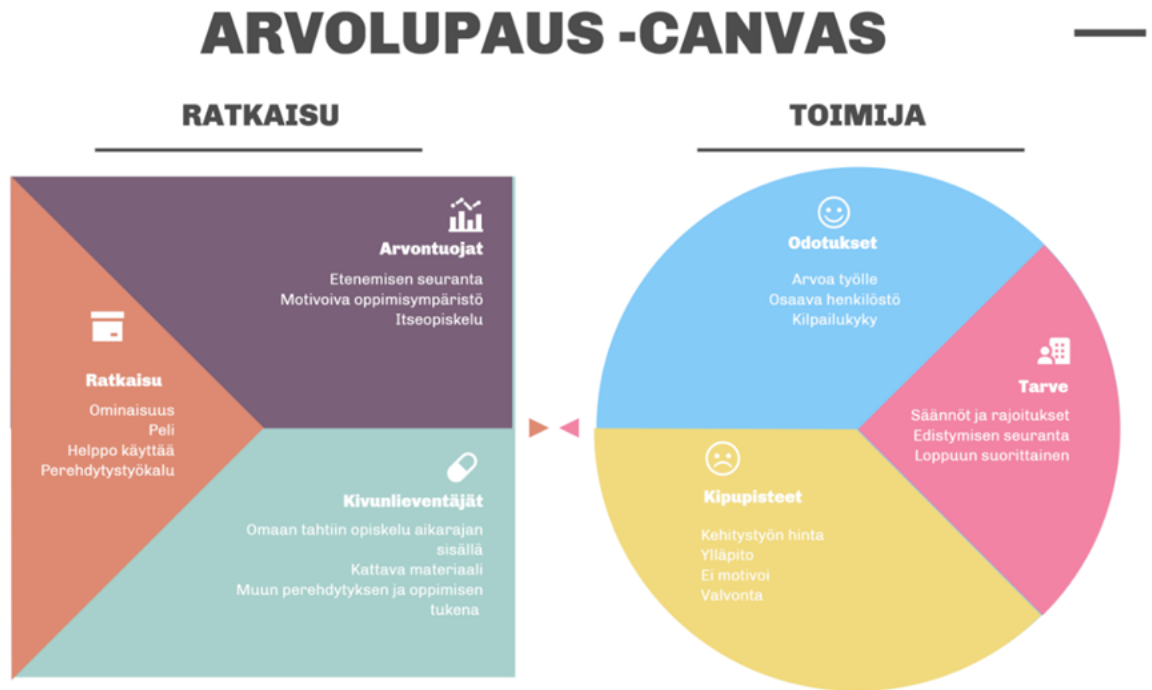 ARVOLUPAUS -CANVAS
RATKAISU
Arvontuojat
Etenemisen seuranta
Motivoiva oppimisympäristö
Itseopiskelu
Ratkaisu
Ominaisuus
Peli
Helppo käyttää
Perehdytystyökalu
Kivunlieventäjät
Omaan tahtiin opiskelu aikarajan
sisällä
Kattava materiaali
Muun perehdytyksen ja oppimisen
tukena
TOIMIJA
Odotukset
Arvoa työlle
Osaava henkilöstö
Kilpailukyky
Tarve
Säännöt ja rajoitukset
Edistymisen seuranta
Loppuun suorittainen
Kipupisteet
Kehitystyön hinta
Ylläpito
Ei motivoi
Valvonta